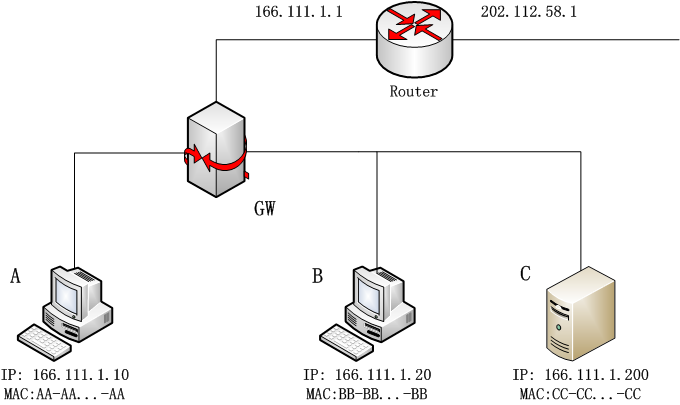 166.111.1.1
202.112.58.1
Router
GW
A
B
C
IP: 166.111.1.10
MAC:AA-AA...-AA
IP: 166.111.1.20
MAC:BB-BB...-BB
IP: 166.111.1.200
MAC:CC-CC...-CC